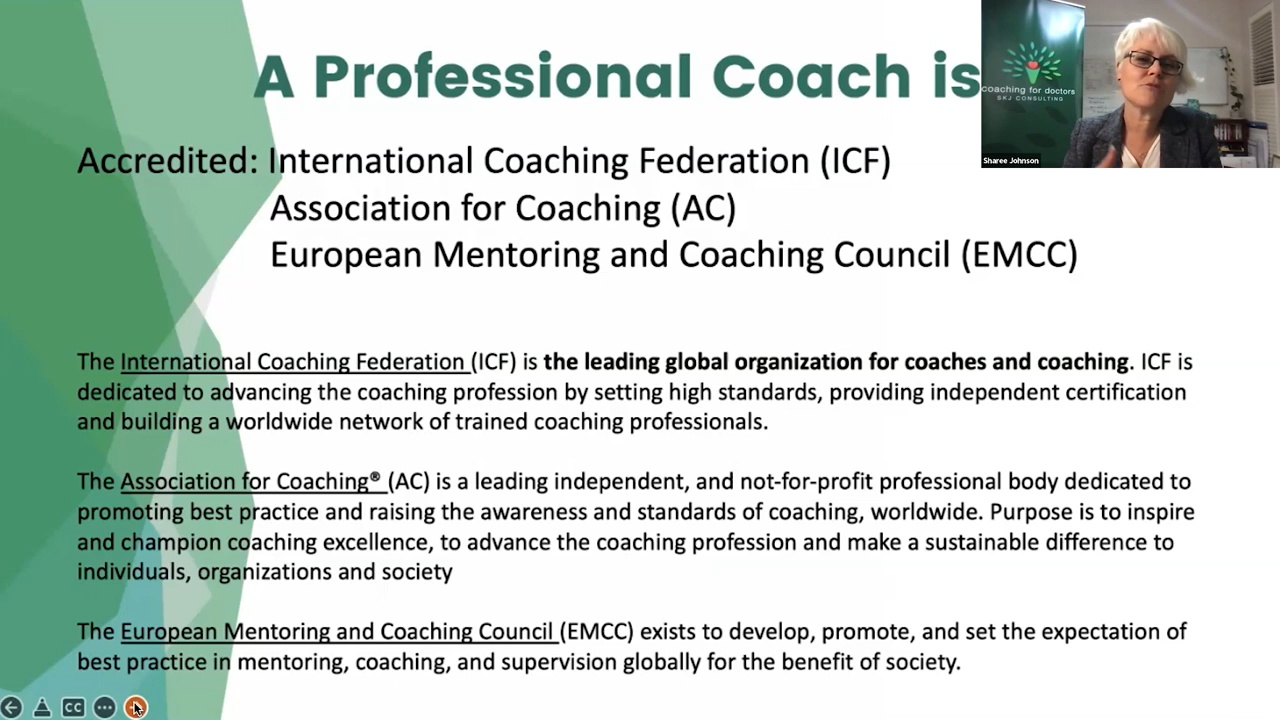 A Professional Coach is
coaching for doctors
SKJ CONSULTING
Sharee Johnson
Accredited: International Coaching Federation (ICF)
Association for Coaching (AC)
European Mentoring and Coaching Council (EMCC)
The International Coaching Federation (ICF) is the leading global organization for coaches and coaching. ICF is
dedicated to advancing the coaching profession by setting high standards, providing independent certification
and building a worldwide network of trained coaching professionals.
The Association for Coaching® (AC) is a leading independent, and not-for-profit professional body dedicated to
promoting best practice and raising the awareness and standards of coaching, worldwide. Purpose is to inspire
and champion coaching excellence, to advance the coaching profession and make a sustainable difference to
individuals, organizations and society
The European Mentoring and Coaching Council (EMCC) exists to develop, promote, and set the expectation of
best practice in mentoring, coaching, and supervision globally for the benefit of society.
CC